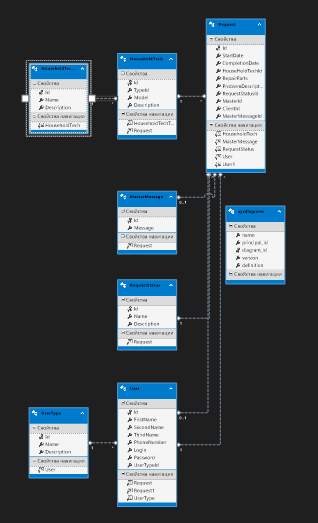 HouseholdTec...
Свойства
Id
Name
Description
Свойства навигации
HouseholdTech
HouseholdTech
Свойства
Id
TypeId
Model
Description
Свойства навигации
HouseholdTechT...
Request
Request
Свойства
Id
StartDate
CompletionDate
HouseHoldTechId
RepairParts
ProblemDescript...
RequestStatusId
MasterId
ClientId
MasterMessageId
Свойства навигации
HouseholdTech
MasterMessage
RequestStatus
User
User1
MasterMessage
Свойства
Id
Message
Свойства навигации
Request
0..1
sysdiagrams
Свойства
name
principal_id
diagram_id
version
definition
Свойства навигации
RequestStatus
Свойства
Id
Name
Description
Свойства навигации
Request
1
User
Свойства
Id
FirstName
SecondName
ThirdName
PhoneNumber
Login
Password
UserTypeId
Свойства навигации
Request
Request1
UserType
0..1
1
UserType
Свойства
Id
Name
Description
Свойства навигации
User
1